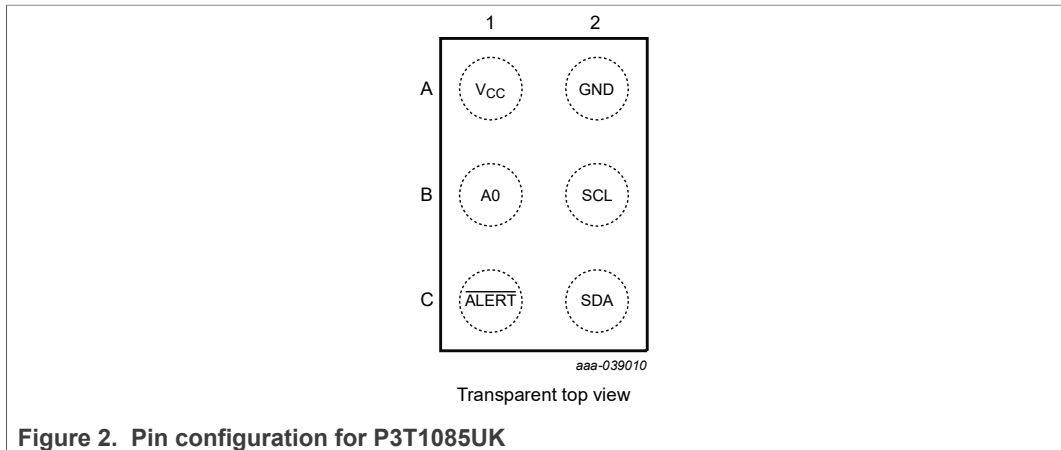 1 2
A VCC GND
B A0 SCL
C ALERT SDA
aaa-039010
Transparent top view
Figure 2. Pin configuration for P3T1085UK